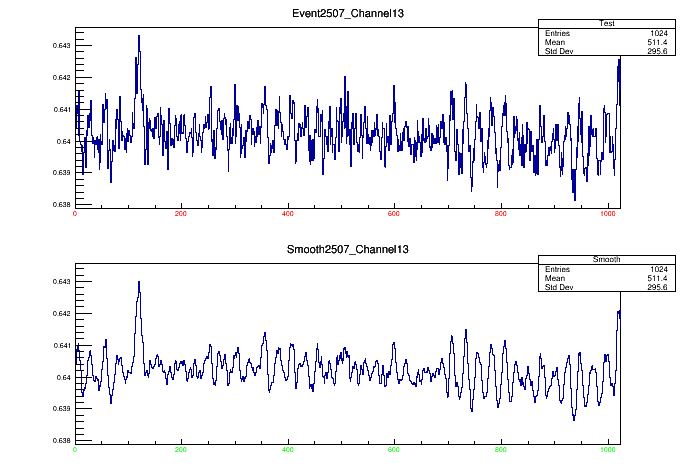 Event2507_Channel13
Test
Entries 1024
Mean 511.4
Std Dev 295.6
0.643
0.642
0.641
0.64
0.639
0.638
0 200 400 600 800 1000
Smooth2507_Channel13
Smooth
Entries 1024
Mean 511.4
Std Dev 295.6
0.643
0.642
0.641
0.64
0.639
0.638
0 200 400 600 800 1000